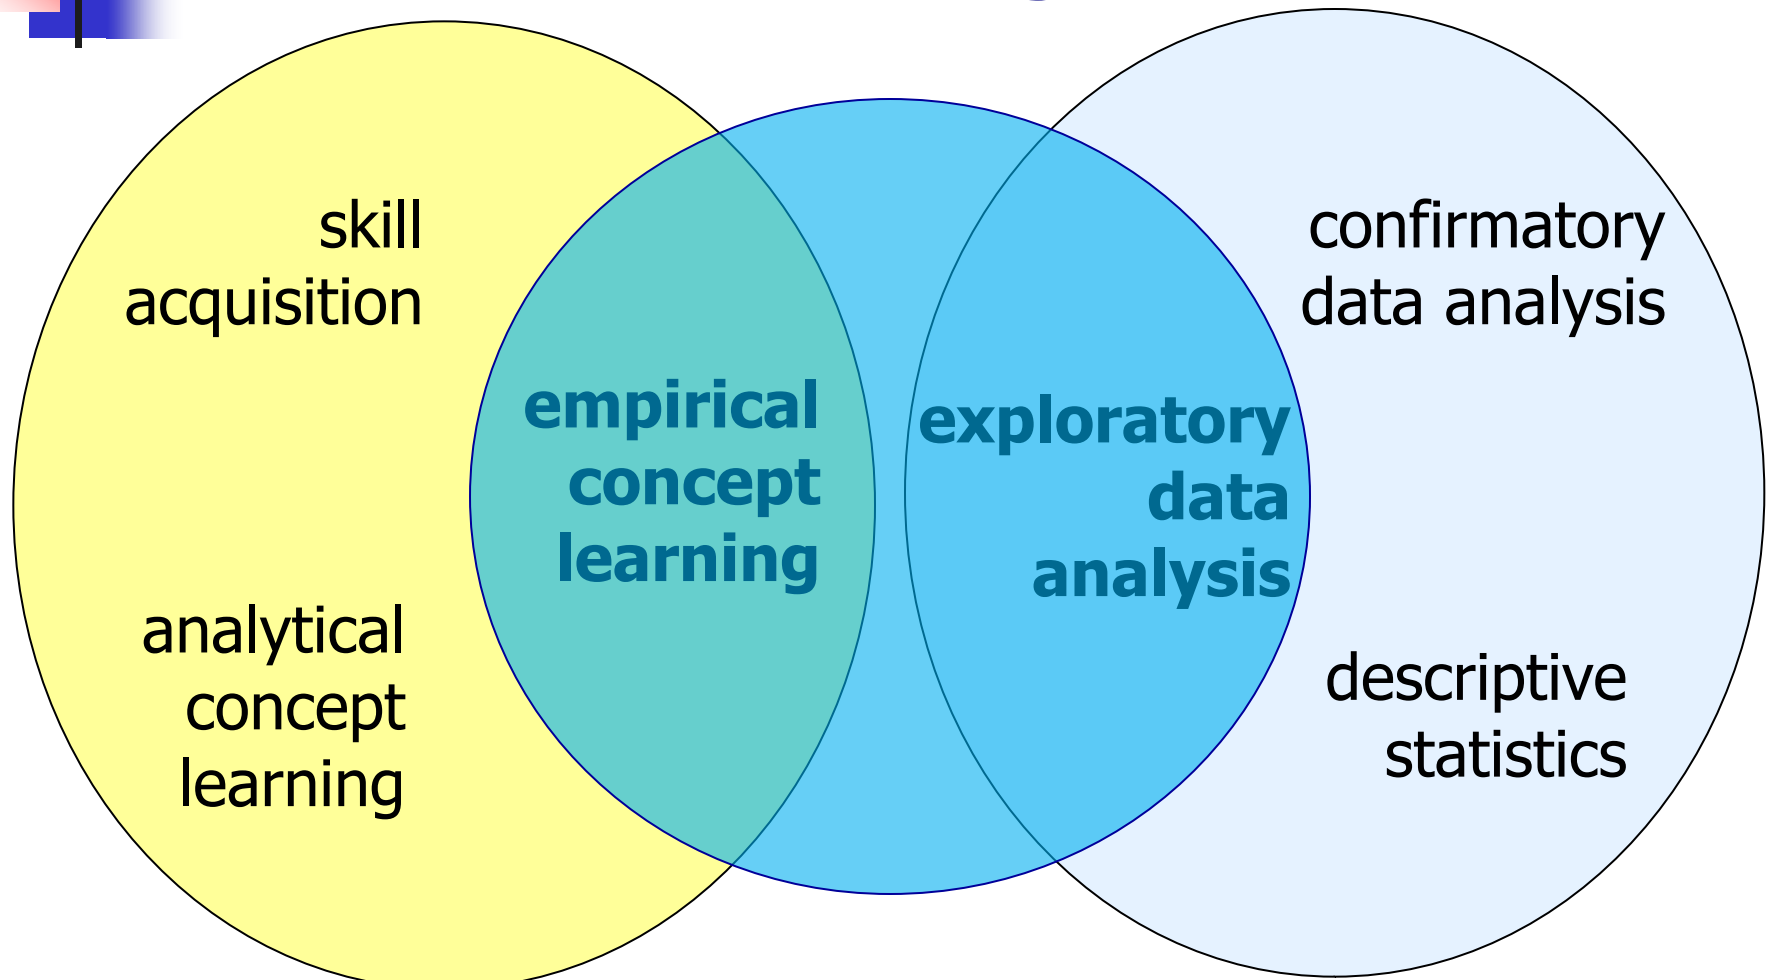 skill
acquisition
analytical
concept
learning
empirical
concept
learning
exploratory
data
analysis
confirmatory
data analysis
descriptive
statistics